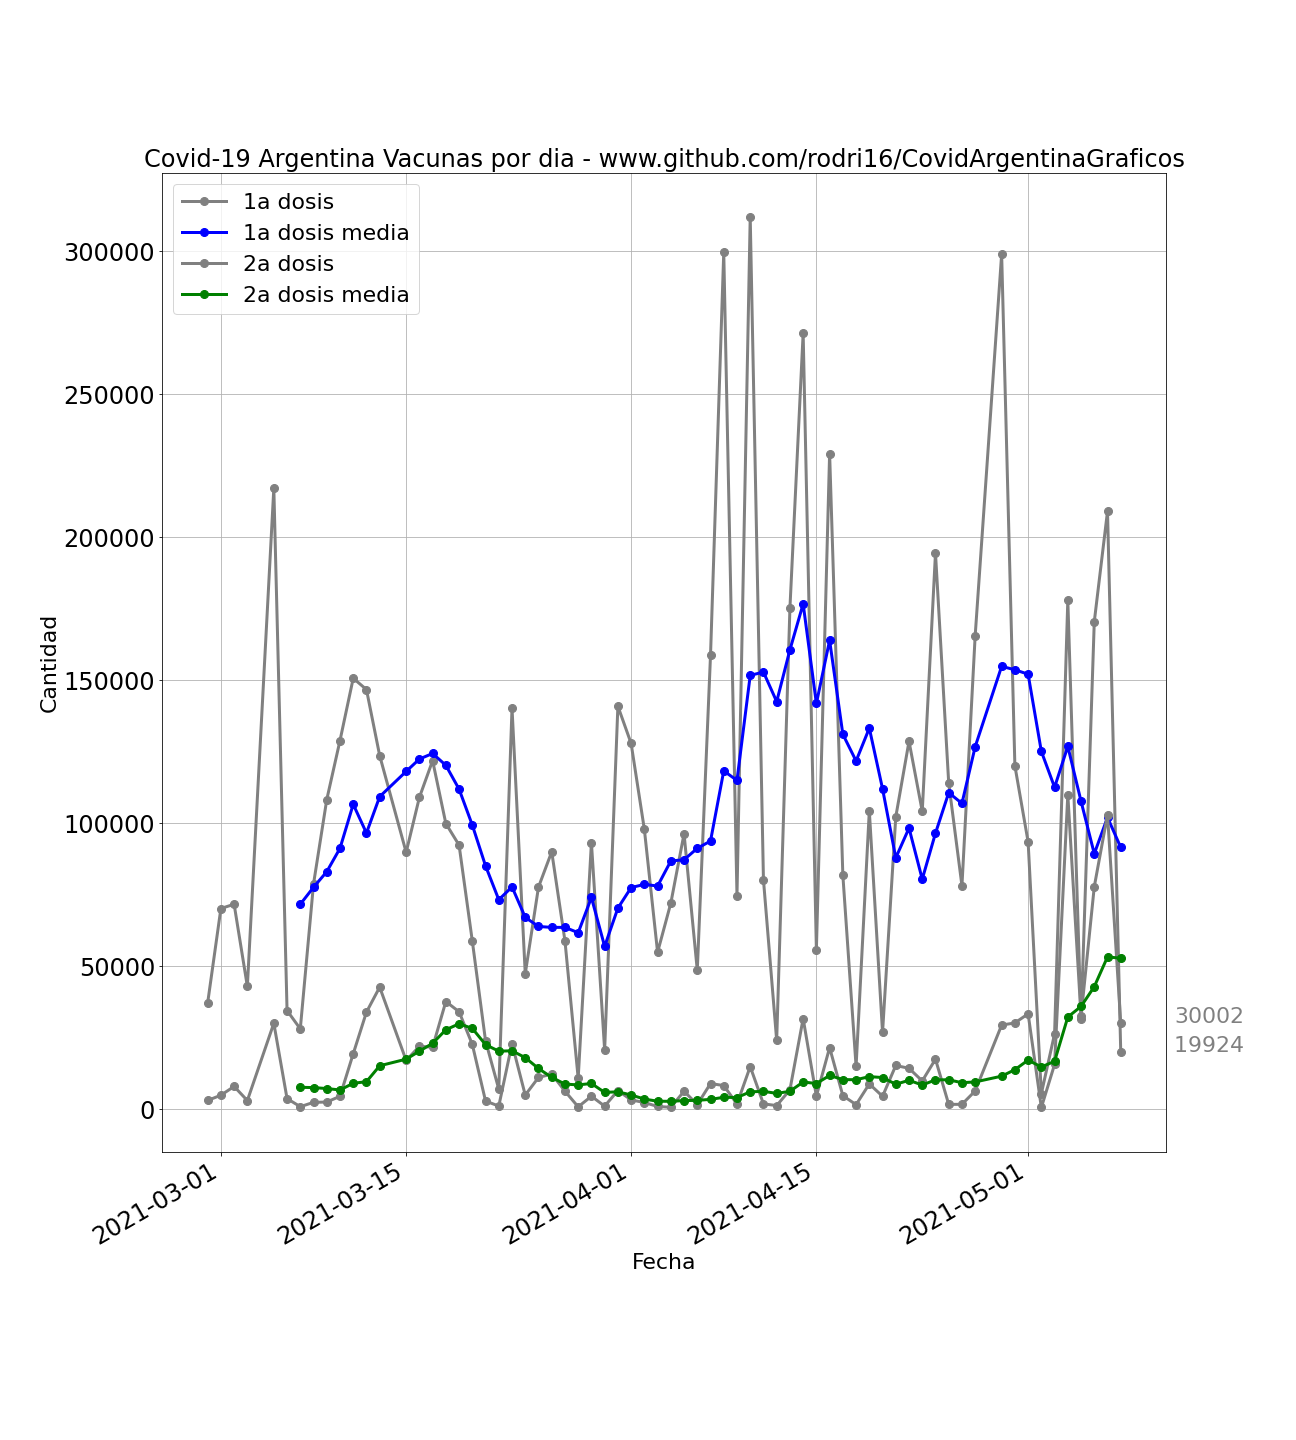 Covid-19 Argentina Vacunas por dia - www.github.com/rodri16/CovidArgentinaGraficos
1a dosis
1a dosis media
2a dosis
2a dosis media
300000
250000
200000
150000
100000
50000
0
Cantidad
30002
19924
2021-03-01
2021-03-15
2021-04-01
2021-04-15
2021-05-01
Fecha